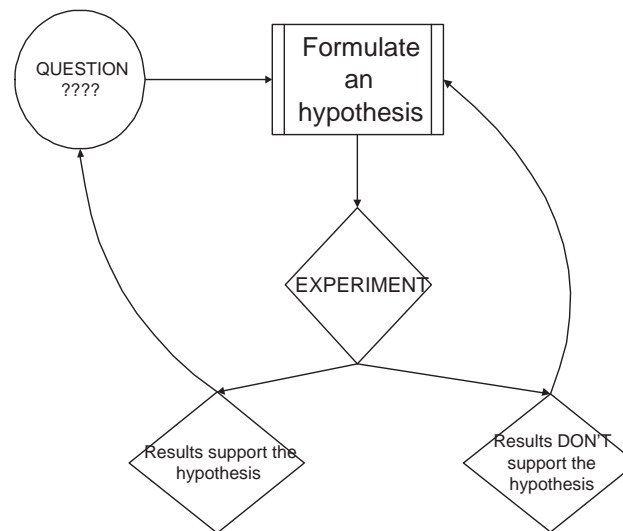 QUESTION
????
Formulate
an
hypothesis
EXPERIMENT
Results support the
hypothesis
Results DON'T
support the
hypothesis